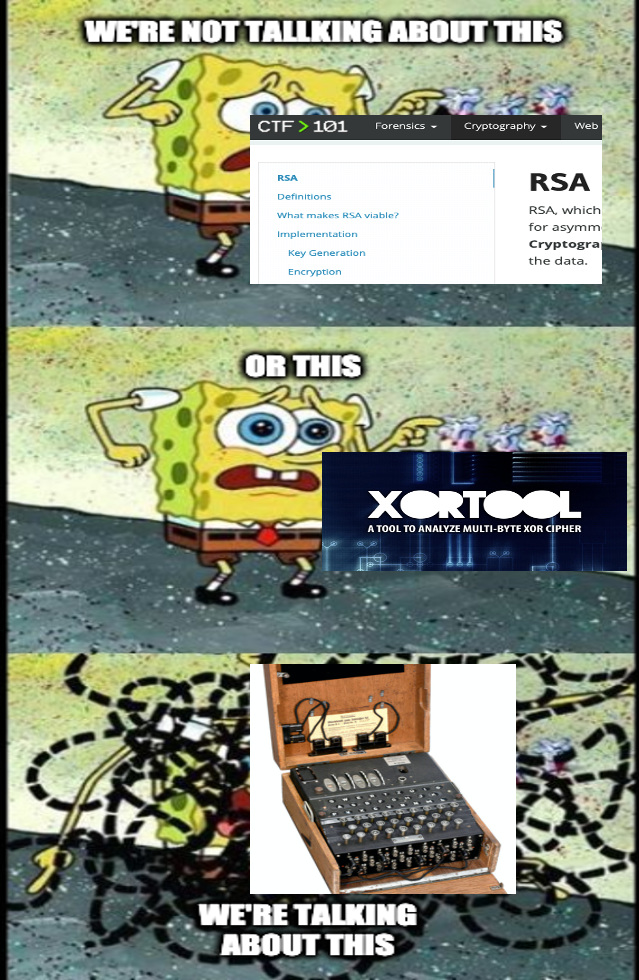 WE'RE NOT TALLKING ABOUT THIS
CTF > 101 Forensics Cryptography Web
RSA
Definitions
What makes RSA viable?
Implementation
Key Generation
Encryption
RSA
RSA, which
for asymm
Cryptogra
the data.
OR THIS
XORTOOL
A TOOL TO ANALYZE MULTI-BYTE XOR CIPHER
WE'RE TALKING
ABOUT THIS